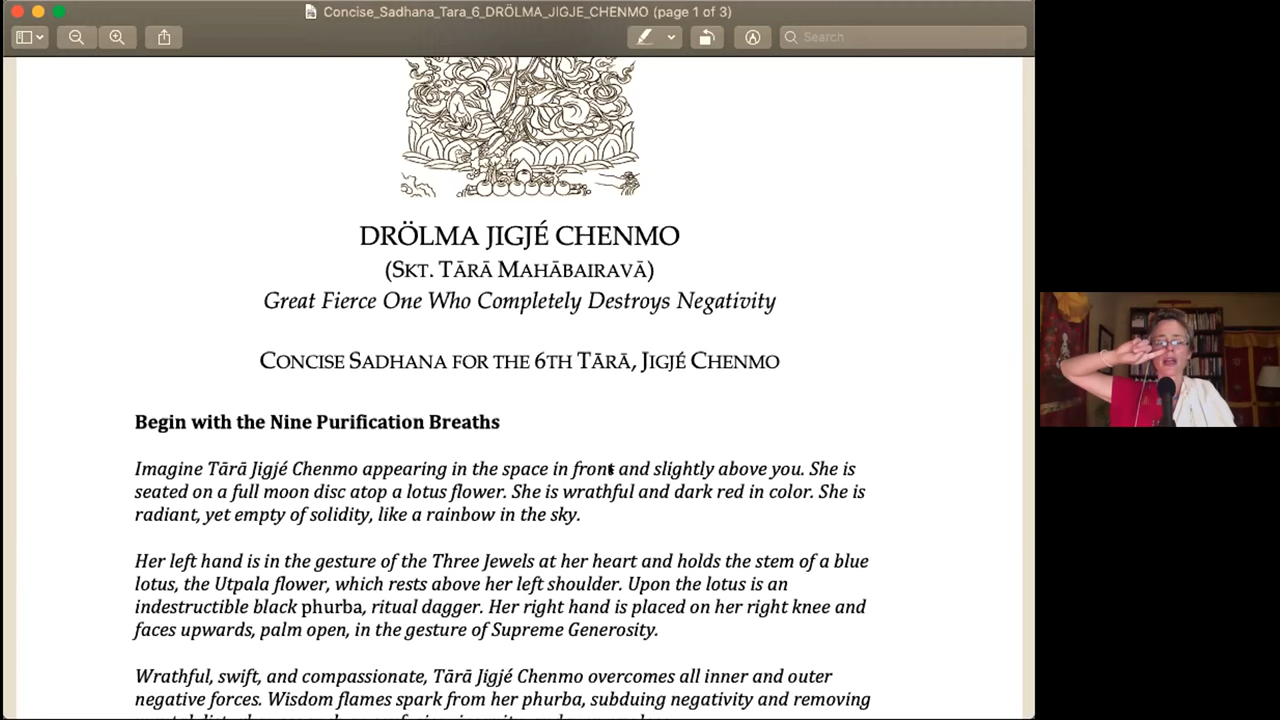 Concise_Sadhana_Tara_6_DRÖLMA_JIGJE_CHENMO (page 1 of 3)
Search
DRÖLMA JIGJÉ CHENMO
(SKT. TĀRĀ MAHĀBAIRAVĀ)
Great Fierce One Who Completely Destroys Negativity
CONCISE SADHANA FOR THE 6TH TĀRĀ, JIGJÉ CHENMO
Begin with the Nine Purification Breaths
Imagine Tārā Jigjé Chenmo appearing in the space in front and slightly above you. She is
seated on a full moon disc atop a lotus flower. She is wrathful and dark red in color. She is
radiant, yet empty of solidity, like a rainbow in the sky.
Her left hand is in the gesture of the Three Jewels at her heart and holds the stem of a blue
lotus, the Utpala flower, which rests above her left shoulder. Upon the lotus is an
indestructible black phurba, ritual dagger. Her right hand is placed on her right knee and
faces upwards, palm open, in the gesture of Supreme Generosity.
Wrathful, swift, and compassionate, Tārā Jigjé Chenmo overcomes all inner and outer
negative forces. Wisdom flames spark from her phurba, subduing negativity and removing